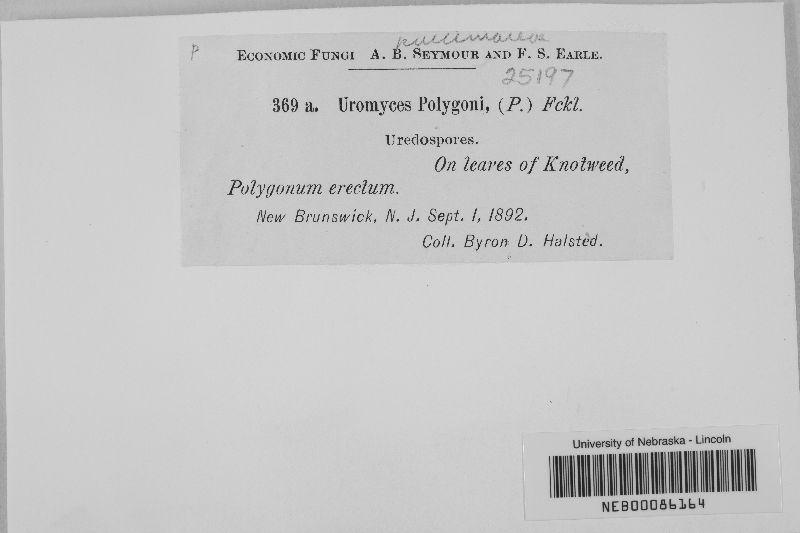 P
Pucciniaceae
ECONOMIC FUNGI A. B. SEYMOUR AND F. S. EARLE.
25197
369 a. Uromyces Polygoni, (P.) Fckl.
Uredospores.
On leaves of Knotweed,
Polygonum erectum.
New Brunswick, N. J. Sept. 1, 1892.
Coll. Byron D. Halsted.
University of Nebraska - Lincoln
NEB00086164